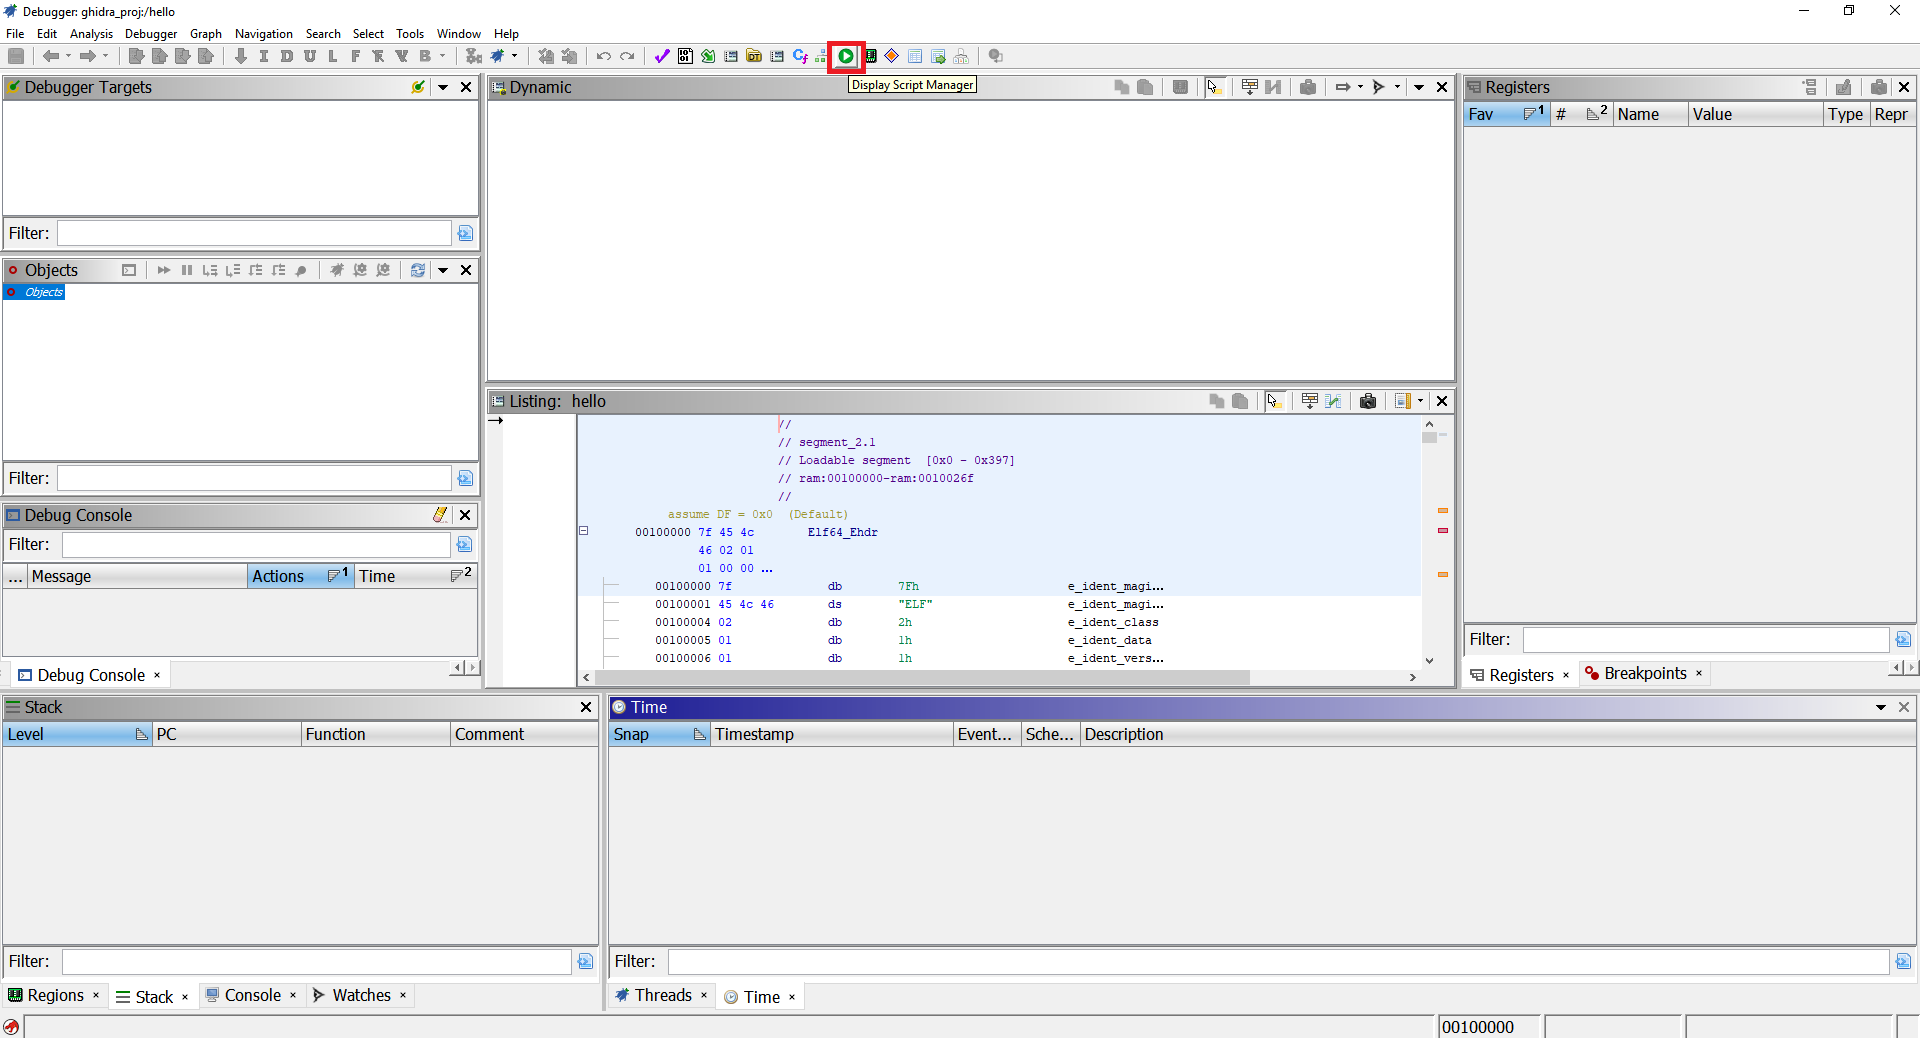 Debugger: ghidra_proj:/hello
File Edit Analysis Debugger Graph Navigation Search Select Tools Window Help
I D U L F R V B
Display Script Manager
Debugger Targets
Filter:
Objects
Objects
Filter:
Debug Console
Filter:
... Message Actions 1 Time 2
Debug Console ×
Dynamic
Listing: hello
//
// segment_2.1
// Loadable segment [0x0 - 0x397]
// ram:00100000-ram:0010026f
//
assume DF = 0x0 (Default)
00100000 7f 45 4c Elf64_Ehdr
46 02 01
01 00 00 ...
00100000 7f db 7Fh e_ident_magi...
00100001 45 4c 46 ds "ELF" e_ident_magi...
00100004 02 db 2h e_ident_class
00100005 01 db 1h e_ident_data
00100006 01 db 1h e_ident_vers...
Registers
Fav 1 # 2 Name Value Type Repr
Filter:
Registers × Breakpoints ×
Stack
Level PC Function Comment
Filter:
Regions × Stack × Console × Watches ×
Time
Snap Timestamp Event... Sche... Description
Filter:
Threads × Time ×
00100000